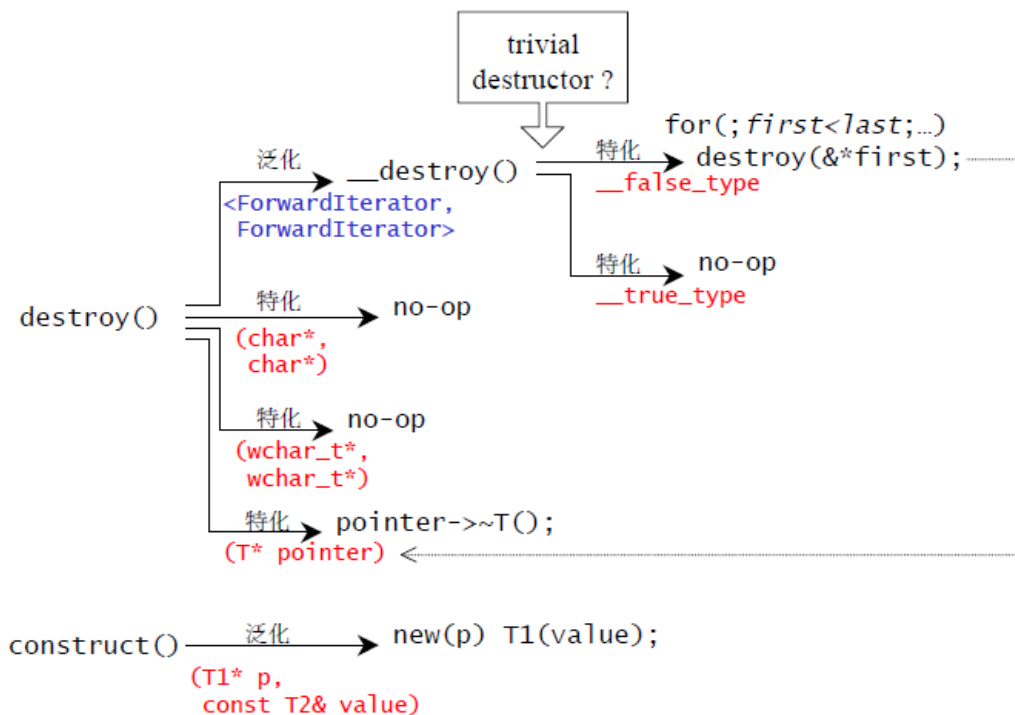 trivial
destructor ?
for(;first<last;…)
泛化
__destroy()
特化
destroy(&*first);
<ForwardIterator,
ForwardIterator>
__false_type
特化
no-op
__true_type
destroy()
特化
no-op
(char*,
char*)
特化
no-op
(wchar_t*,
wchar_t*)
特化
pointer->~T();
(T* pointer)
construct()
泛化
new(p) T1(value);
(T1* p,
const T2& value)